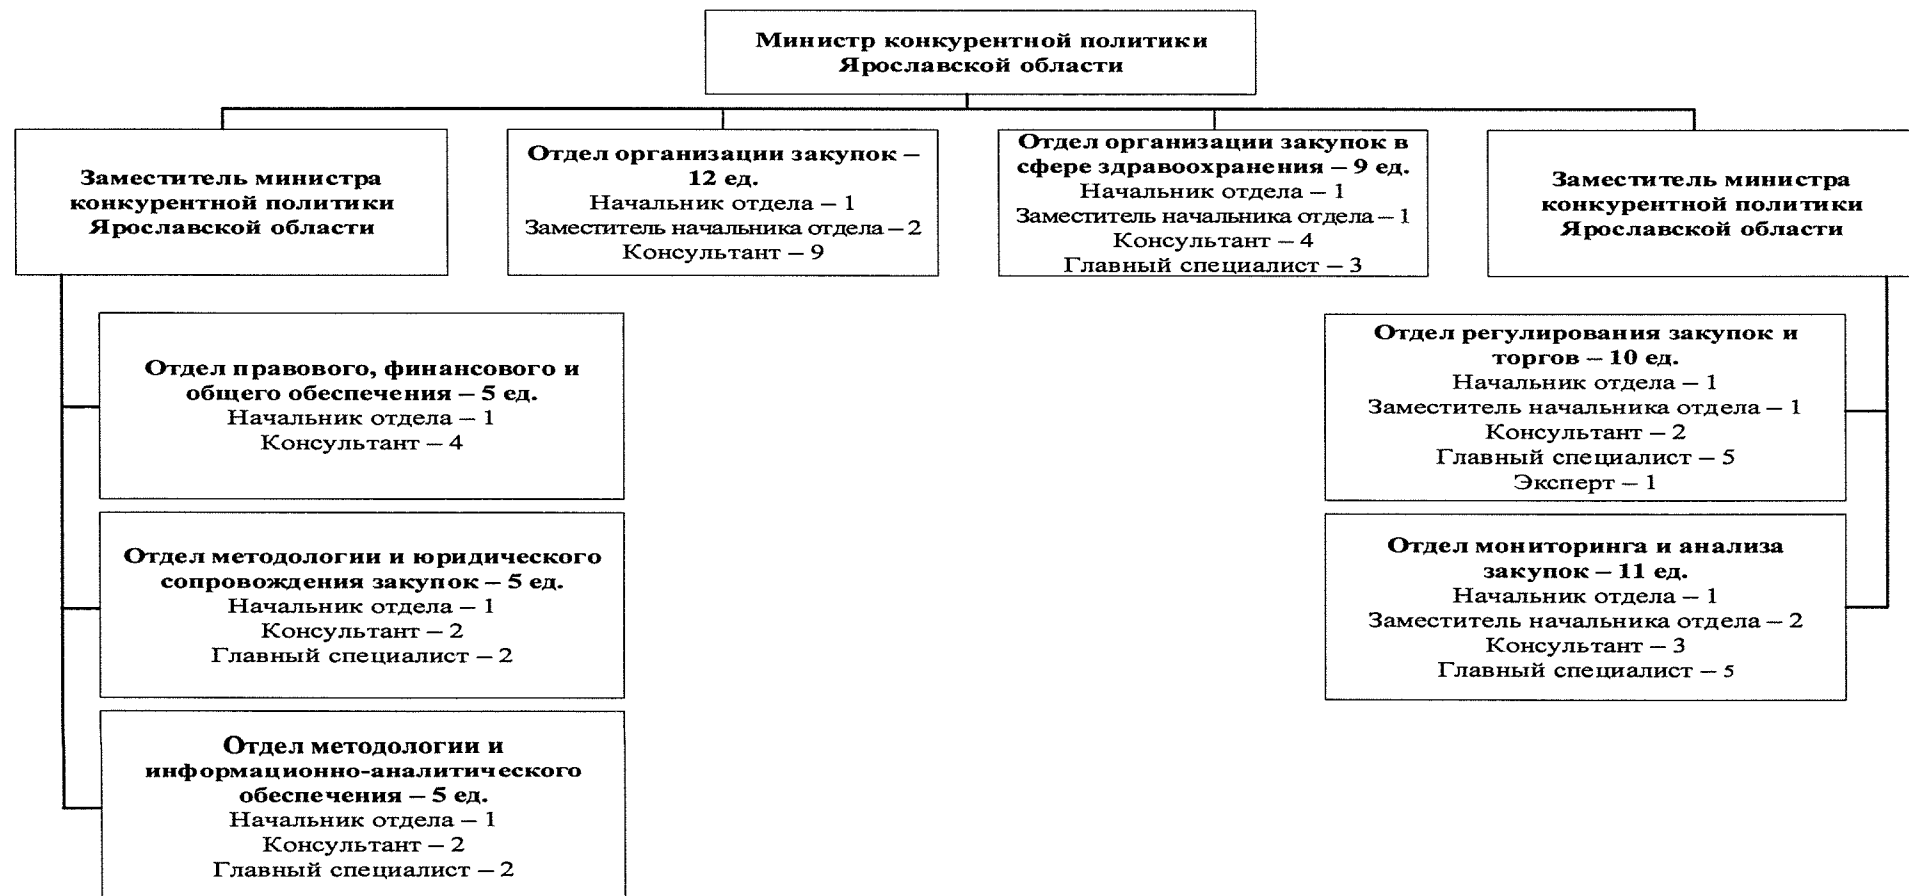 Министр конкурентной политики
Ярославской области
Заместитель министра
конкурентной политики
Ярославской области
Отдел организации закупок –
12 ед.
Начальник отдела – 1
Заместитель начальника отдела – 2
Консультант – 9
Отдел организации закупок в
сфере здравоохранения – 9 ед.
Начальник отдела – 1
Заместитель начальника отдела – 1
Консультант – 4
Главный специалист – 3
Заместитель министра
конкурентной политики
Ярославской области
Отдел правового, финансового и
общего обеспечения – 5 ед.
Начальник отдела – 1
Консультант – 4
Отдел методологии и юридического
сопровождения закупок – 5 ед.
Начальник отдела – 1
Консультант – 2
Главный специалист – 2
Отдел методологии и
информационно-аналитического
обеспечения – 5 ед.
Начальник отдела – 1
Консультант – 2
Главный специалист – 2
Отдел регулирования закупок и
торгов – 10 ед.
Начальник отдела – 1
Заместитель начальника отдела – 1
Консультант – 2
Главный специалист – 5
Эксперт – 1
Отдел мониторинга и анализа
закупок – 11 ед.
Начальник отдела – 1
Заместитель начальника отдела – 2
Консультант – 3
Главный специалист – 5